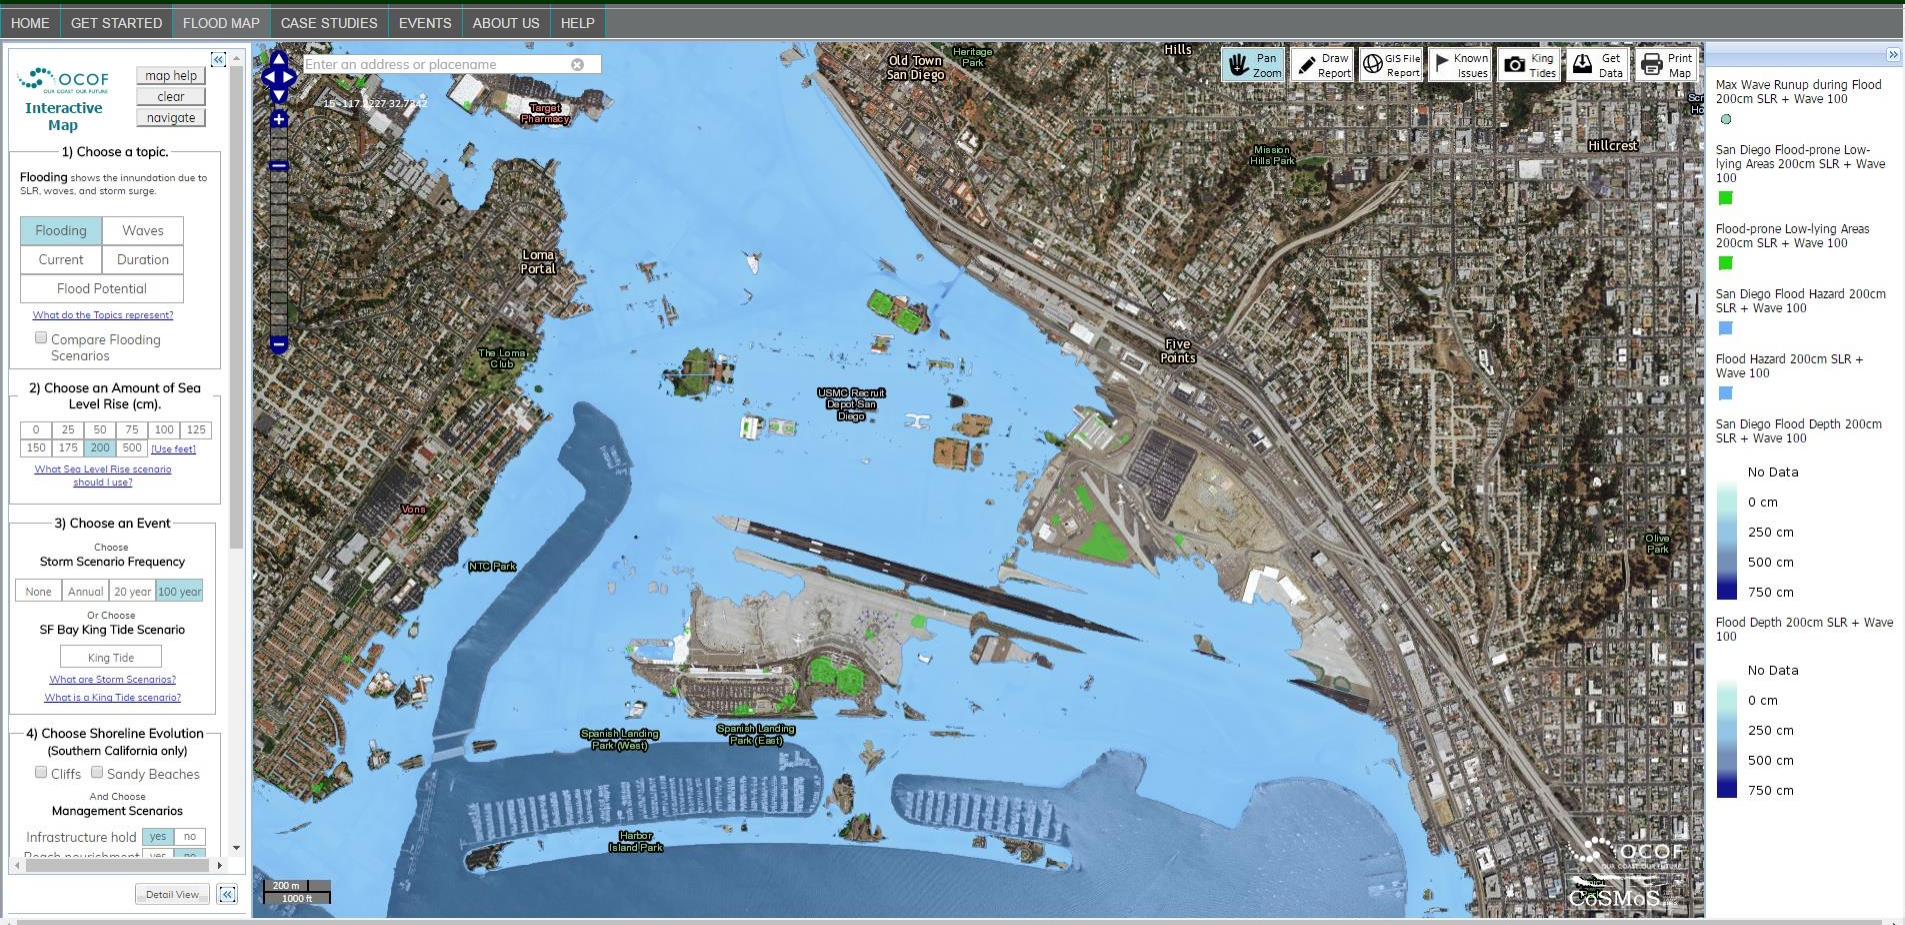 HOME GET STARTED FLOOD MAP CASE STUDIES EVENTS ABOUT US HELP
OCOF
OUR COAST OUR FUTURE
Interactive
Map
map help
clear
navigate
1) Choose a topic.
Flooding shows the innundation due to
SLR, waves, and storm surge.
Flooding Waves
Current Duration
Flood Potential
What do the Topics represent?
Compare Flooding
Scenarios
2) Choose an Amount of Sea
Level Rise (cm).
0 25 50 75 100 125
150 175 200 500 [Use feet]
What Sea Level Rise scenario
should I use?
3) Choose an Event
Choose
Storm Scenario Frequency
None Annual 20 year 100 year
Or Choose
SF Bay King Tide Scenario
King Tide
What are Storm Scenarios?
What is a King Tide scenario?
4) Choose Shoreline Evolution
(Southern California only)
Cliffs Sandy Beaches
And Choose
Management Scenarios
Infrastructure hold yes no
Beach nourishment yes no
Detail View
Enter an address or placename
Pan
Zoom
Draw
Report
GIS File
Report
Known
Issues
King
Tides
Get
Data
Print
Map
Target
Pharmacy
Old Town
San Diego
Heritage
Park
Hills
Mission
Hills Park
Hillcrest
Loma
Portal
The Loma
Club
Five
Points
USMC Recruit
Depot San
Diego
Vons
NTC Park
Olive
Park
Spanish Landing
Park (West)
Spanish Landing
Park (East)
Harbor
Island Park
200 m
1000 ft
OCOF
OUR COAST OUR FUTURE
CoSMoS
Max Wave Runup during Flood
200cm SLR + Wave 100
San Diego Flood-prone Low-
lying Areas 200cm SLR + Wave
100
Flood-prone Low-lying Areas
200cm SLR + Wave 100
San Diego Flood Hazard 200cm
SLR + Wave 100
Flood Hazard 200cm SLR +
Wave 100
San Diego Flood Depth 200cm
SLR + Wave 100
No Data
0 cm
250 cm
500 cm
750 cm
Flood Depth 200cm SLR + Wave
100
No Data
0 cm
250 cm
500 cm
750 cm